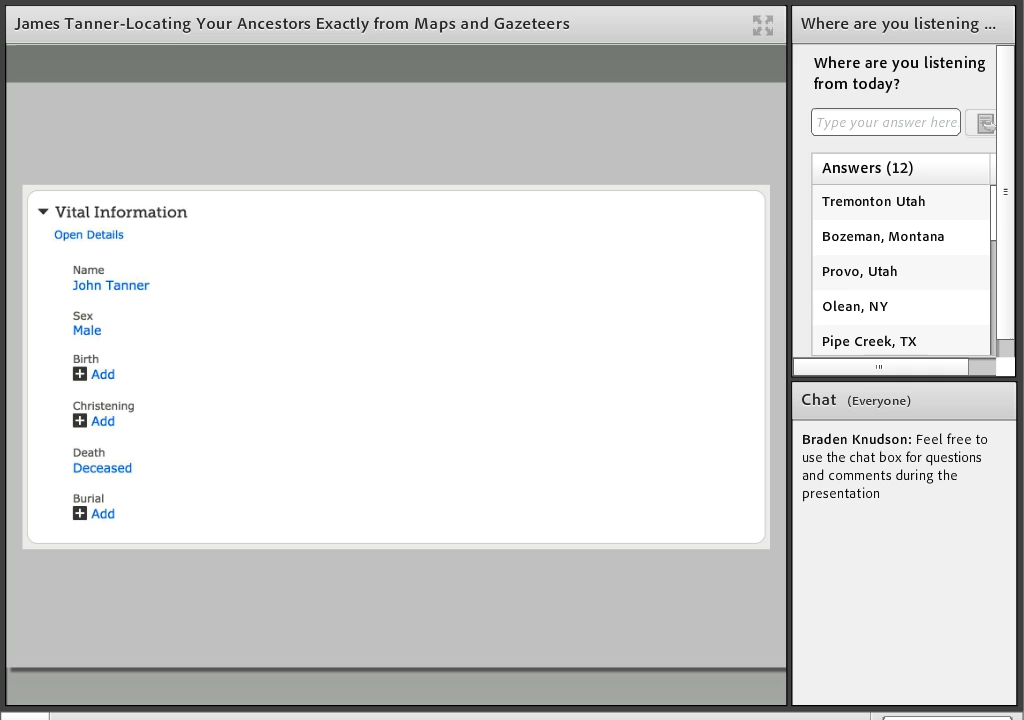 James Tanner-Locating Your Ancestors Exactly from Maps and Gazeteers
Vital Information
Open Details
Name
John Tanner
Sex
Male
Birth
Add
Christening
Add
Death
Deceased
Burial
Add
Where are you listening ...
Where are you listening
from today?
Type your answer here
Answers (12)
Tremonton Utah
Bozeman, Montana
Provo, Utah
Olean, NY
Pipe Creek, TX
Chat (Everyone)
Braden Knudson: Feel free to
use the chat box for questions
and comments during the
presentation